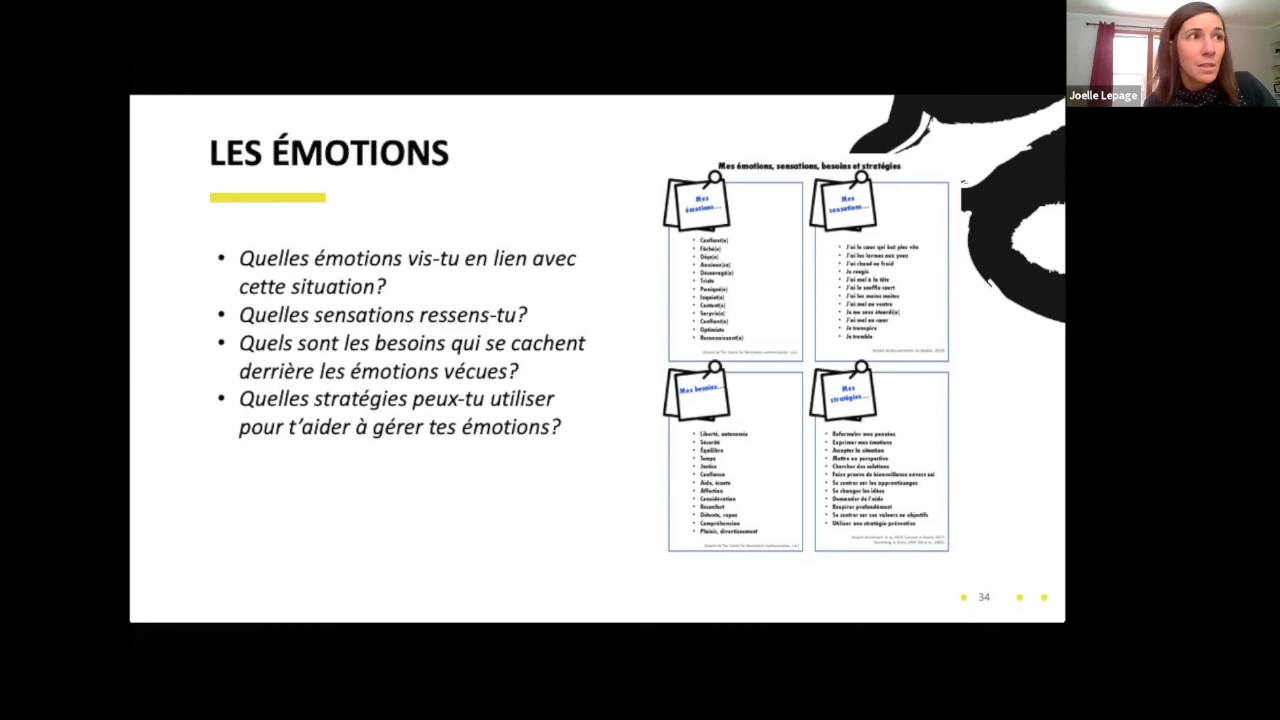 Joelle Lepage
LES ÉMOTIONS
• Quelles émotions vis-tu en lien avec
cette situation?
• Quelles sensations ressens-tu?
• Quels sont les besoins qui se cachent
derrière les émotions vécues?
• Quelles stratégies peux-tu utiliser
pour t’aider à gérer tes émotions?
Mes émotions, sensations, besoins et stratégies
Mes
émotions...
• Confiant(e)
• Fâché(e)
• Déçu(e)
• Anxieux(se)
• Découragé(e)
• Triste
• Paniqué(e)
• Inquiet(e)
• Content(e)
• Surpris(e)
• Confiant(e)
• Optimiste
• Reconnaissant(e)
Mes
sensations...
• J'ai le cœur qui bat plus vite
• J'ai les larmes aux yeux
• J'ai chaud ou froid
• Je rougis
• J'ai mal à la tête
• J'ai le souffle court
• J'ai les mains moites
• J'ai mal au ventre
• Je me sens étourdi(e)
• J'ai mal au cœur
• Je transpire
• Je tremble
Mes besoins...
• Liberté, autonomie
• Sécurité
• Équilibre
• Temps
• Justice
• Confiance
• Aide, écoute
• Affection
• Considération
• Réconfort
• Détente, repos
• Compréhension
• Plaisir, divertissement
Mes
stratégies...
• Reformuler mes pensées
• Exprimer mes émotions
• Accepter la situation
• Mettre en perspective
• Chercher des solutions
• Faire preuve de bienveillance envers soi
• Se centrer sur les apprentissages
• Se changer les idées
• Demander de l'aide
• Respirer profondément
• Se centrer sur ses valeurs ou objectifs
• Utiliser une stratégie préventive
34